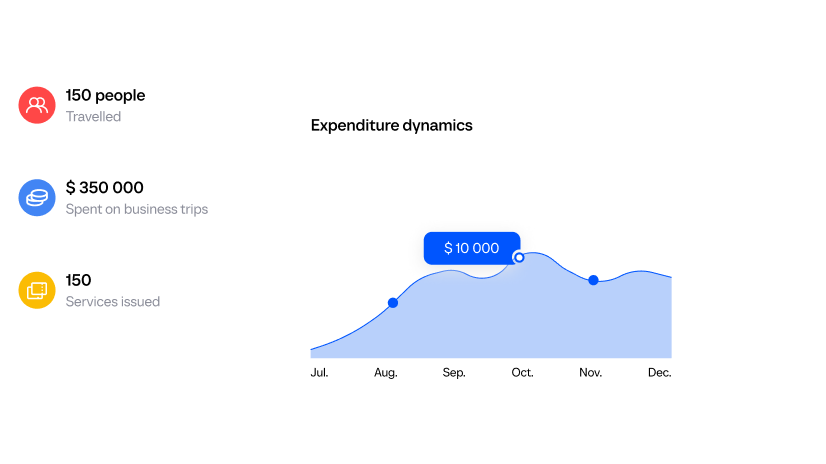 150 people
Travelled
$ 350 000
Spent on business trips
150
Services issued
Expenditure dynamics
$ 10 000
Jul. Aug. Sep. Oct. Nov. Dec.